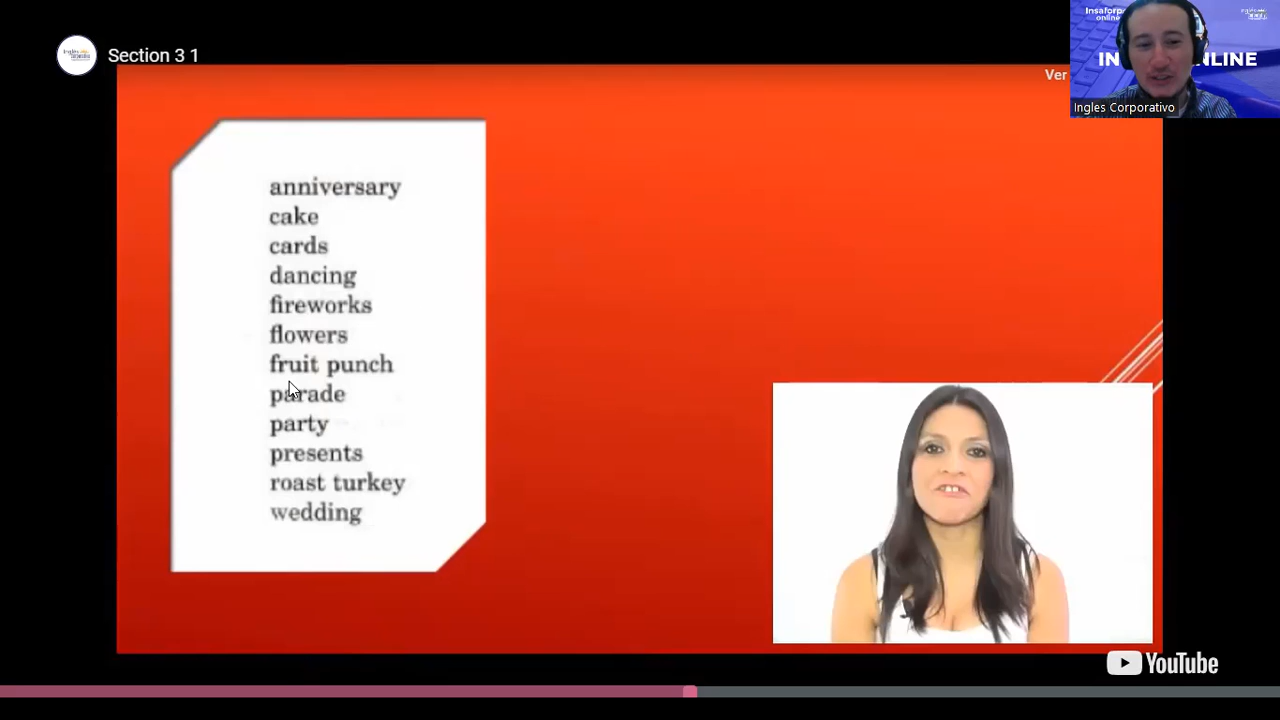 Section 3 1
Ver
Insaforp
online
IN
NLINE
Ingles Corporativo
anniversary
cake
cards
dancing
fireworks
flowers
fruit punch
parade
party
presents
roast turkey
wedding
YouTube